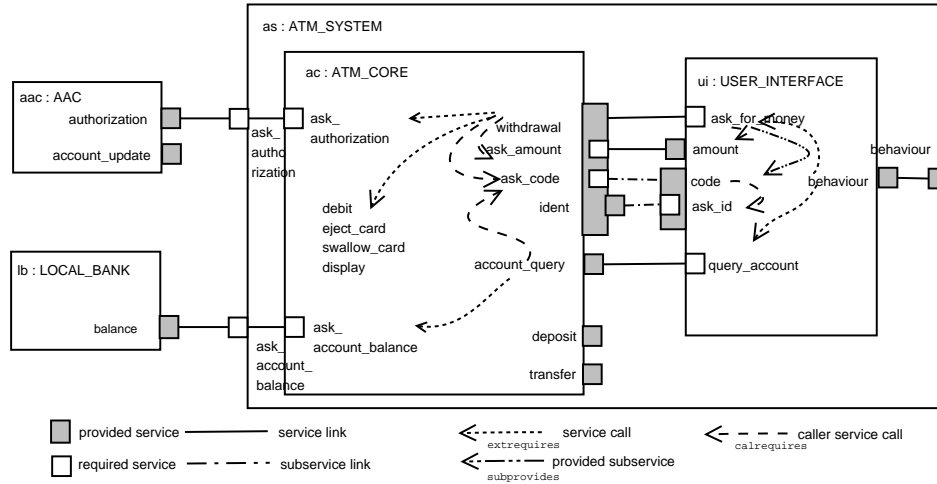 as : ATM_SYSTEM
ac : ATM_CORE
ui : USER_INTERFACE
aac : AAC
authorization
account_update
ask_
autho
rization
ask_
authorization
withdrawal
ask_amount
ask_code
ident
debit
eject_card
swallow_card
display
account_query
ask_for_money
amount
code
ask_id
behaviour
behaviour
query_account
lb : LOCAL_BANK
balance
ask_
account_
balance
ask_
account_balance
deposit
transfer
provided service
service link
service call
extrequires
caller service call
calrequires
required service
subservice link
provided subservice
subprovides